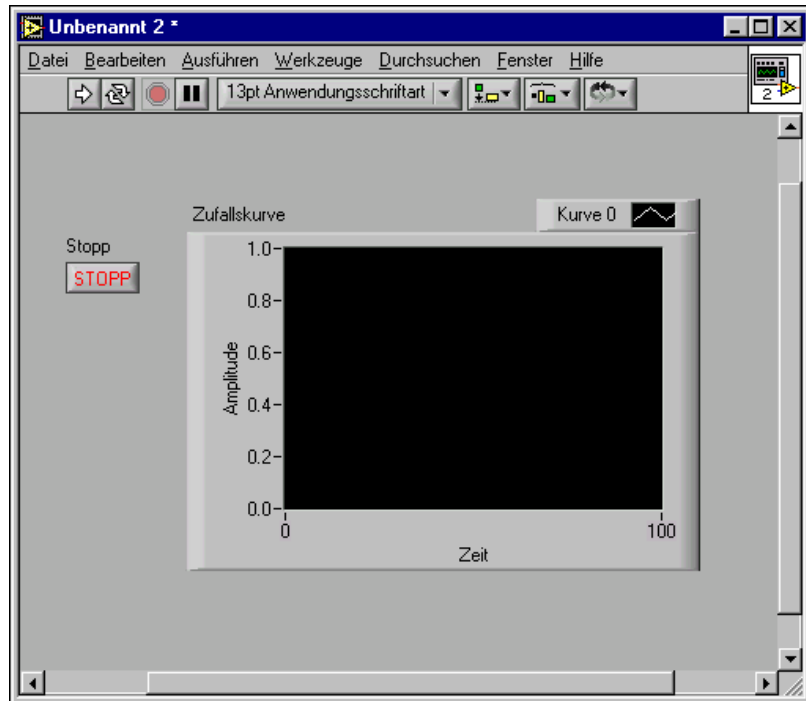 Unbenannt 2 *
Datei Bearbeiten Ausführen Werkzeuge Durchsuchen Fenster Hilfe
13pt Anwendungsschriftart
2
Zufallskurve
Kurve 0
Stopp
STOPP
1.0
0.8
0.6
0.4
0.2
0.0
Amplitude
0
100
Zeit